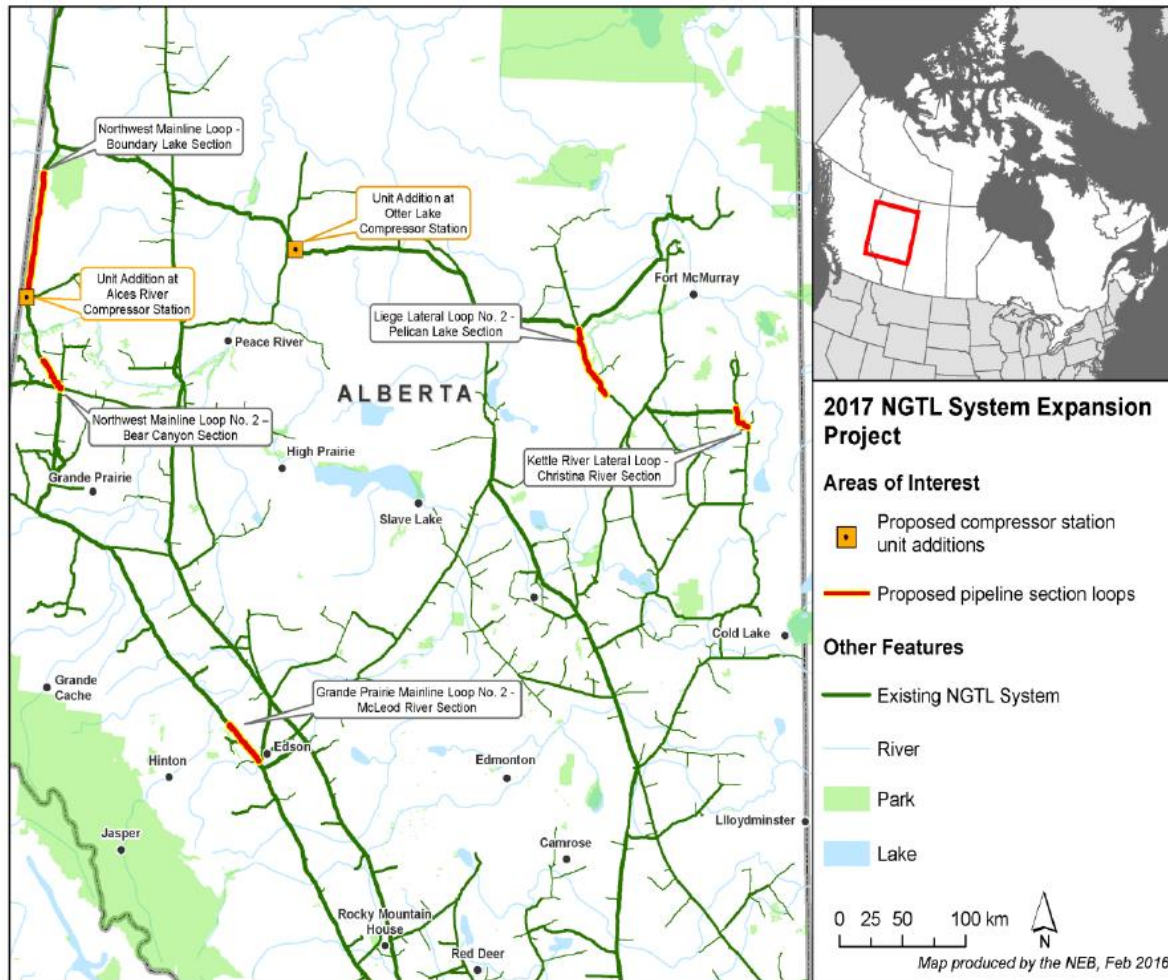 Northwest Mainline Loop -
Boundary Lake Section
Unit Addition at
Otter Lake
Compressor Station
Unit Addition at
Alces River
Compressor Station
Fort McMurray
Liege Lateral Loop No. 2 -
Pelican Lake Section
Peace River
ALBERTA
Northwest Mainline Loop No. 2 –
Bear Canyon Section
High Prairie
Kettle River Lateral Loop -
Christina River Section
Grande Prairie
Slave Lake
Cold Lake
Grande
Cache
Grande Prairie Mainline Loop No. 2 -
McLeod River Section
Edson
Hinton
Edmonton
Lloydminster
Jasper
Camrose
Rocky Mountain
House
Red Deer
2017 NGTL System Expansion
Project
Areas of Interest
Proposed compressor station
unit additions
Proposed pipeline section loops
Other Features
Existing NGTL System
River
Park
Lake
0 25 50 100 km
N
Map produced by the NEB, Feb 2016